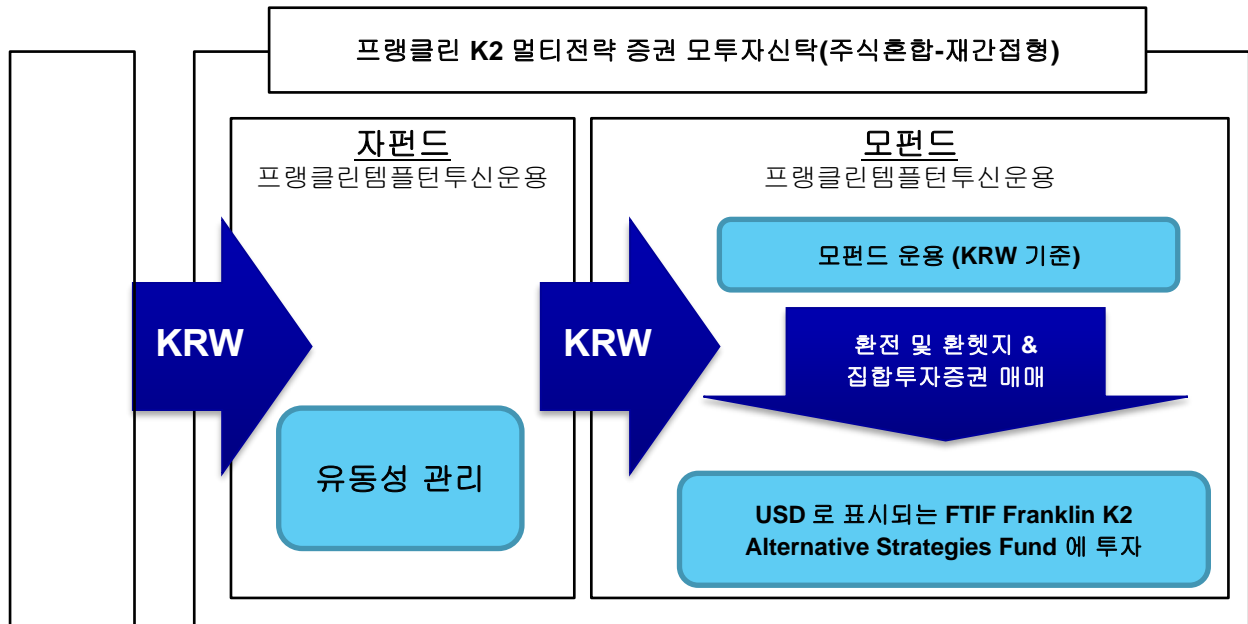 프랭클린 K2 멀티전략 증권 모투자신탁(주식혼합-재간접형)
자펀드
프랭클린템플턴투신운용
KRW
유동성 관리
모펀드
프랭클린템플턴투신운용
KRW
모펀드 운용 (KRW 기준)
환전 및 환헷지 &
집합투자증권 매매
USD 로 표시되는 FTIF Franklin K2
Alternative Strategies Fund 에 투자